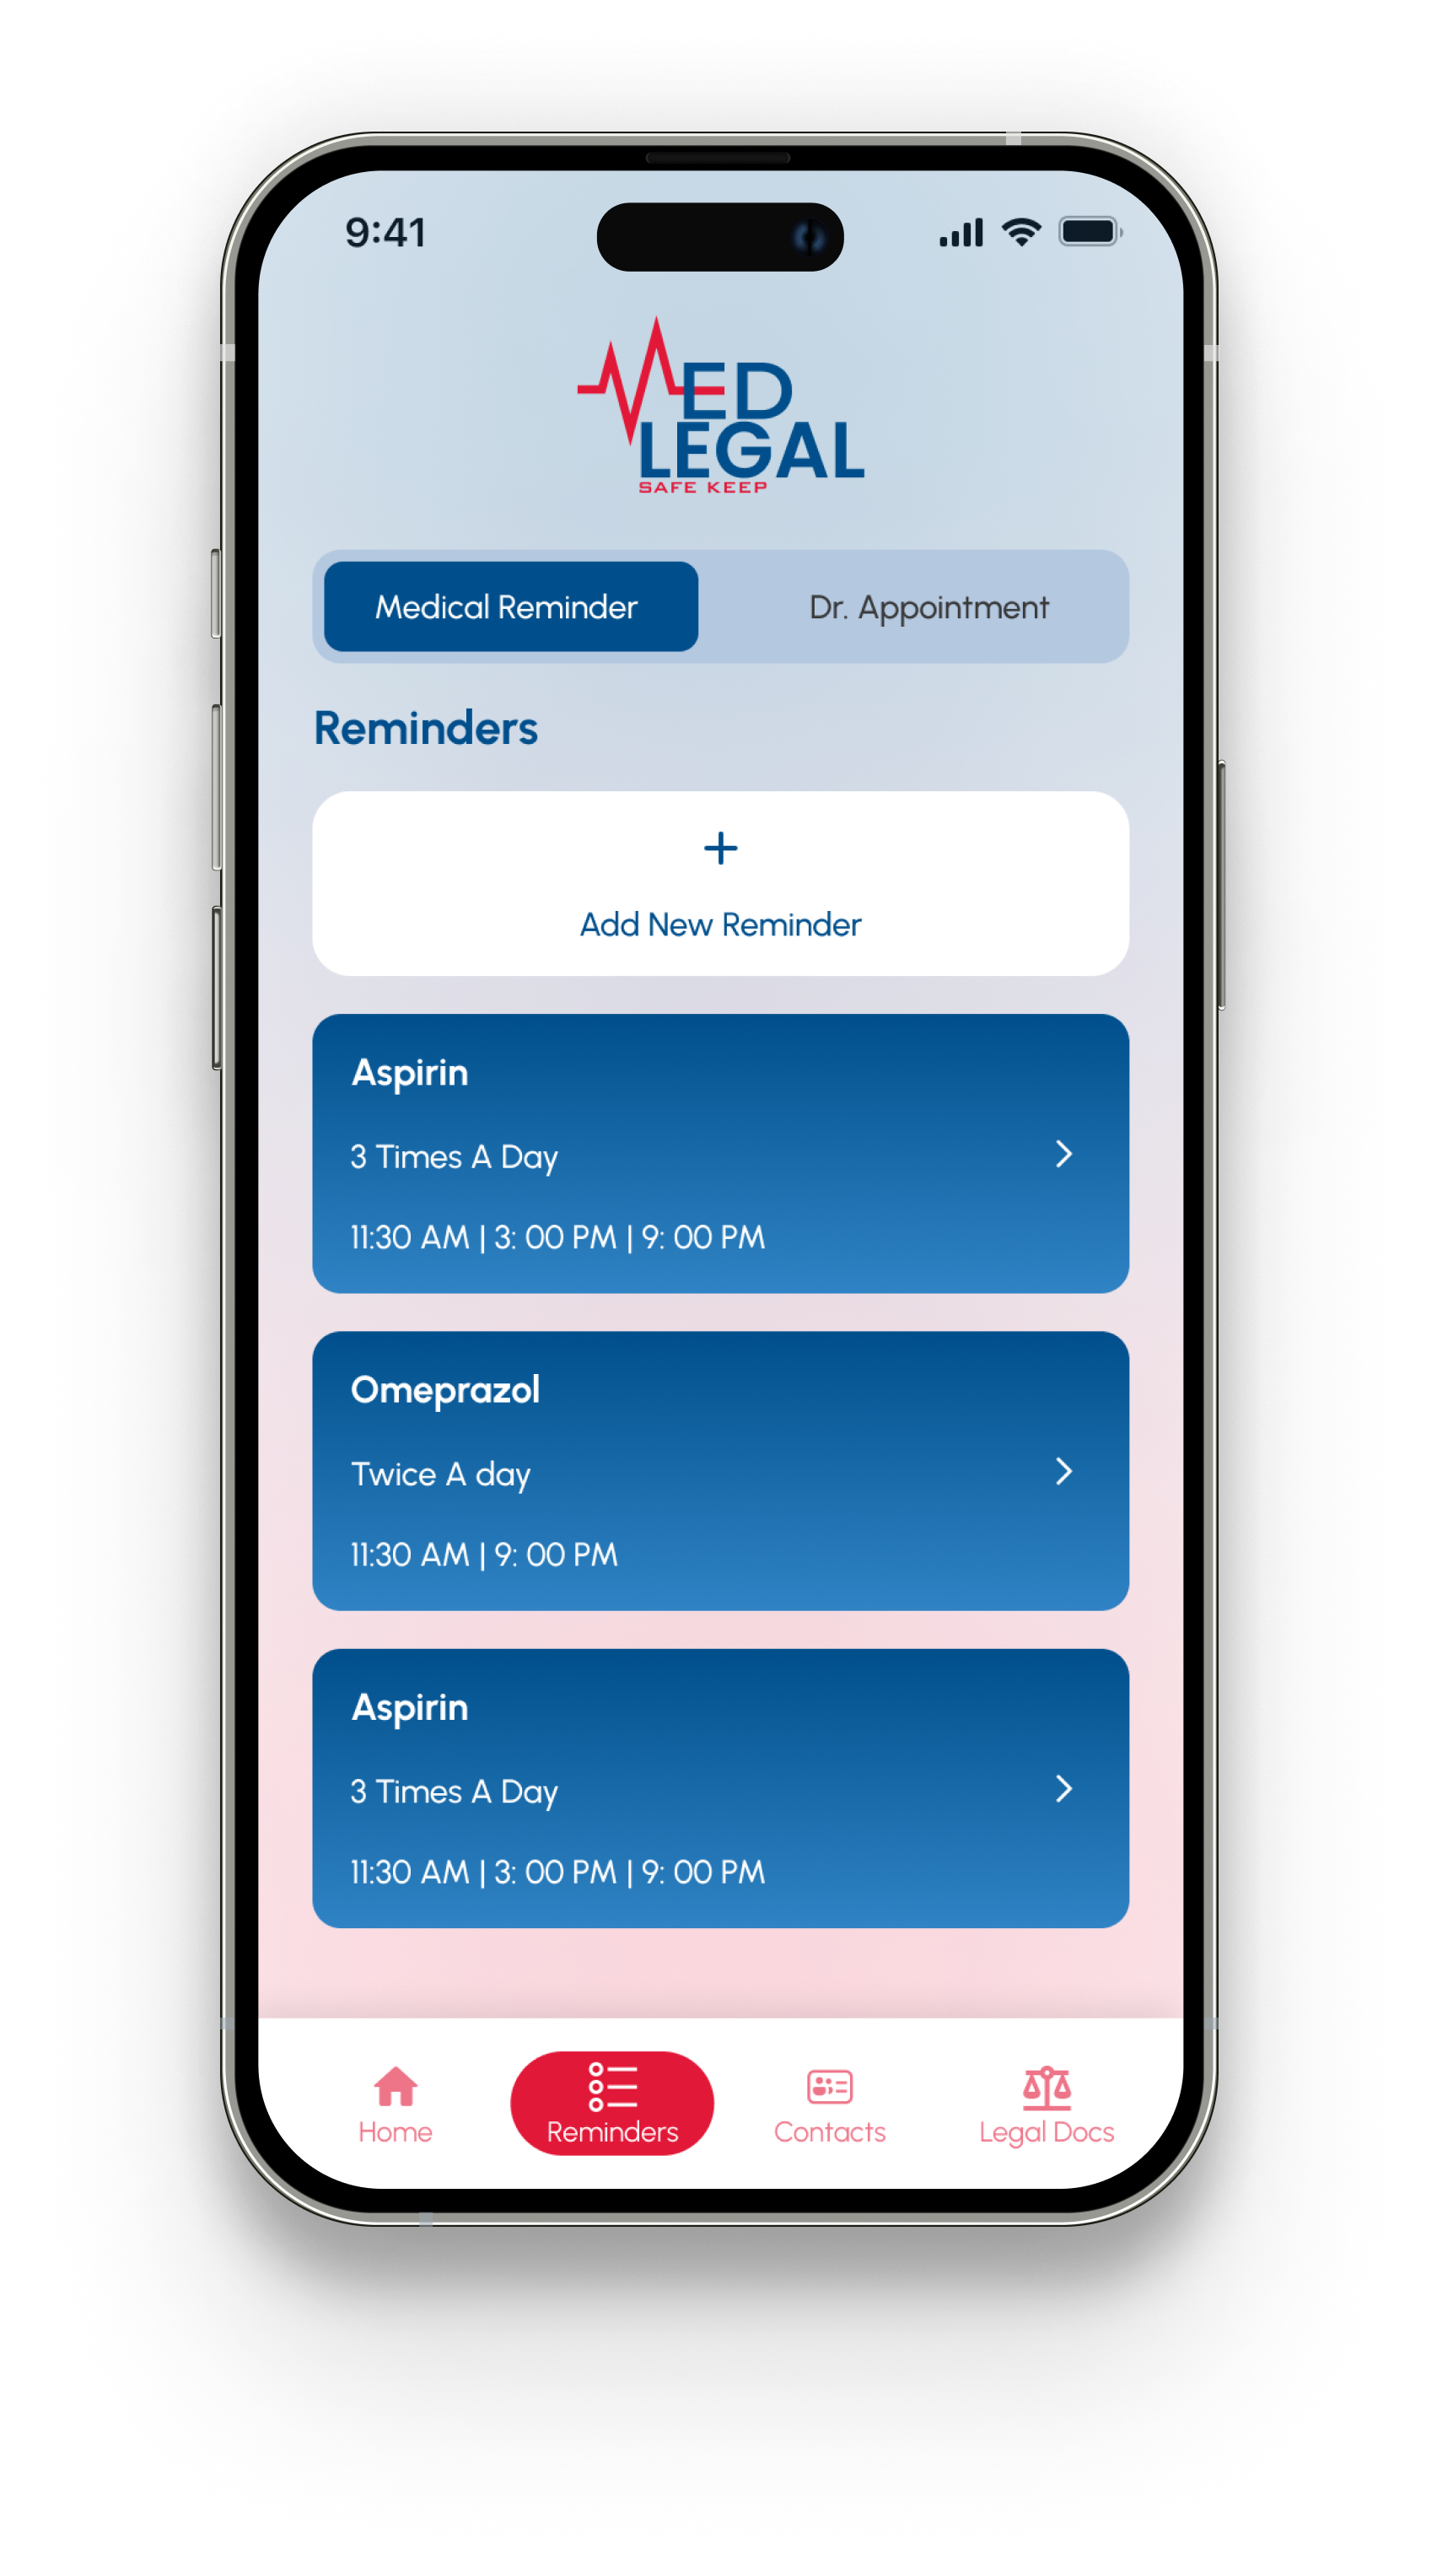 9:41
MED
LEGAL
SAFE KEEP
Medical Reminder
Dr. Appointment
Reminders
+
Add New Reminder
Aspirin
3 Times A Day
11:30 AM | 3: 00 PM | 9: 00 PM
Omeprazol
Twice A day
11:30 AM | 9: 00 PM
Aspirin
3 Times A Day
11:30 AM | 3: 00 PM | 9: 00 PM
Home
Reminders
Contacts
Legal Docs